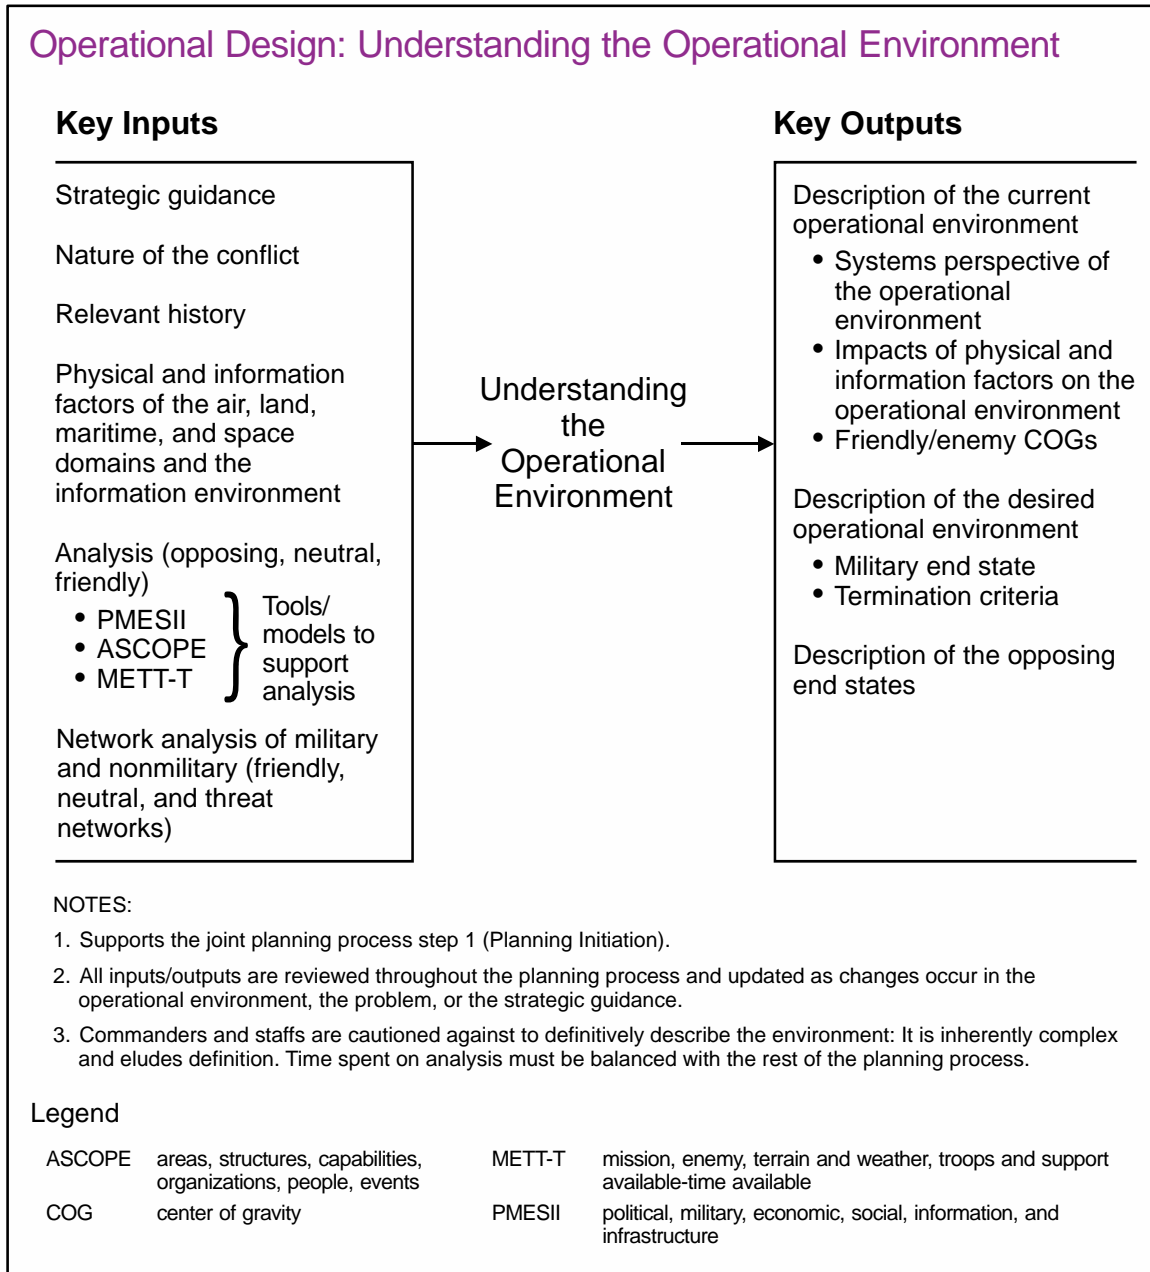 Operational Design: Understanding the Operational Environment
Key Inputs
Strategic guidance
Nature of the conflict
Relevant history
Physical and information
factors of the air, land,
maritime, and space
domains and the
information environment
Analysis (opposing, neutral,
friendly)
• PMESII
• ASCOPE
• METT-T
Tools/
models to
support
analysis
Network analysis of military
and nonmilitary (friendly,
neutral, and threat
networks)
Understanding
the
Operational
Environment
Key Outputs
Description of the current
operational environment
• Systems perspective of
the operational
environment
• Impacts of physical and
information factors on the
operational environment
• Friendly/enemy COGs
Description of the desired
operational environment
• Military end state
• Termination criteria
Description of the opposing
end states
NOTES:
1. Supports the joint planning process step 1 (Planning Initiation).
2. All inputs/outputs are reviewed throughout the planning process and updated as changes occur in the
operational environment, the problem, or the strategic guidance.
3. Commanders and staffs are cautioned against to definitively describe the environment: It is inherently complex
and eludes definition. Time spent on analysis must be balanced with the rest of the planning process.
Legend
ASCOPE areas, structures, capabilities,
organizations, people, events
COG center of gravity
METT-T mission, enemy, terrain and weather, troops and support
available-time available
PMESII political, military, economic, social, information, and
infrastructure